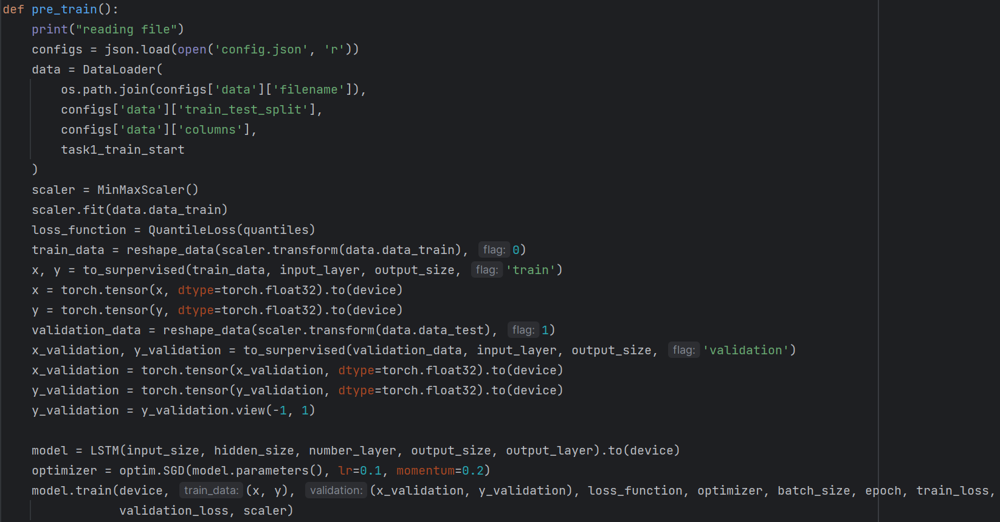 def pre_train():
    print("reading file")
    configs = json.load(open('config.json', 'r'))
    data = DataLoader(
        os.path.join(configs['data']['filename']),
        configs['data']['train_test_split'],
        configs['data']['columns'],
        task1_train_start
    )
    scaler = MinMaxScaler()
    scaler.fit(data.data_train)
    loss_function = QuantileLoss(quantiles)
    train_data = reshape_data(scaler.transform(data.data_train), flag: 0)
    x, y = to_surpervised(train_data, input_layer, output_size, flag: 'train')
    x = torch.tensor(x, dtype=torch.float32).to(device)
    y = torch.tensor(y, dtype=torch.float32).to(device)
    validation_data = reshape_data(scaler.transform(data.data_test), flag: 1)
    x_validation, y_validation = to_surpervised(validation_data, input_layer, output_size, flag: 'validation')
    x_validation = torch.tensor(x_validation, dtype=torch.float32).to(device)
    y_validation = torch.tensor(y_validation, dtype=torch.float32).to(device)
    y_validation = y_validation.view(-1, 1)

    model = LSTM(input_size, hidden_size, number_layer, output_size, output_layer).to(device)
    optimizer = optim.SGD(model.parameters(), lr=0.1, momentum=0.2)
    model.train(device, train_data: (x, y), validation: (x_validation, y_validation), loss_function, optimizer, batch_size, epoch, train_loss,
                validation_loss, scaler)